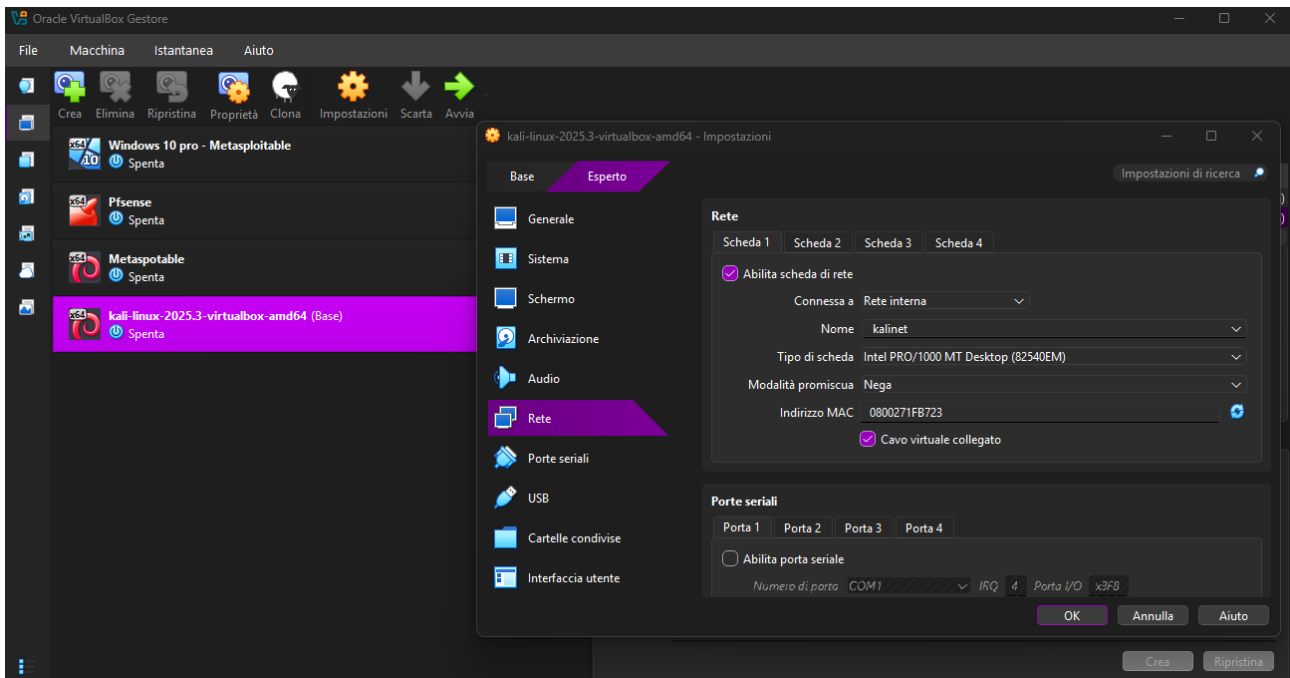 Oracle VirtualBox Gestore
File Macchina Istantanea Aiuto
Crea Elimina Ripristina Proprietà Clona Impostazioni Scarta Avvia
Windows 10 pro - Metasploitable
Spenta
Pfsense
Spenta
Metaspotable
Spenta
kali-linux-2025.3-virtualbox-amd64 (Base)
Spenta
kali-linux-2025.3-virtualbox-amd64 - Impostazioni
Base Esperto
Impostazioni di ricerca
Generale
Sistema
Schermo
Archiviazione
Audio
Rete
Porte seriali
USB
Cartelle condivise
Interfaccia utente
Rete
Scheda 1 Scheda 2 Scheda 3 Scheda 4
Abilita scheda di rete
Connessa a Rete interna
Nome kalinet
Tipo di scheda Intel PRO/1000 MT Desktop (82540EM)
Modalità promiscua Nega
Indirizzo MAC 0800271FB723
Cavo virtuale collegato
Porte seriali
Porta 1 Porta 2 Porta 3 Porta 4
Abilita porta seriale
Numero di porta COM1 IRQ 4 Porta I/O x3F8
OK Annulla Aiuto
Crea Ripristina